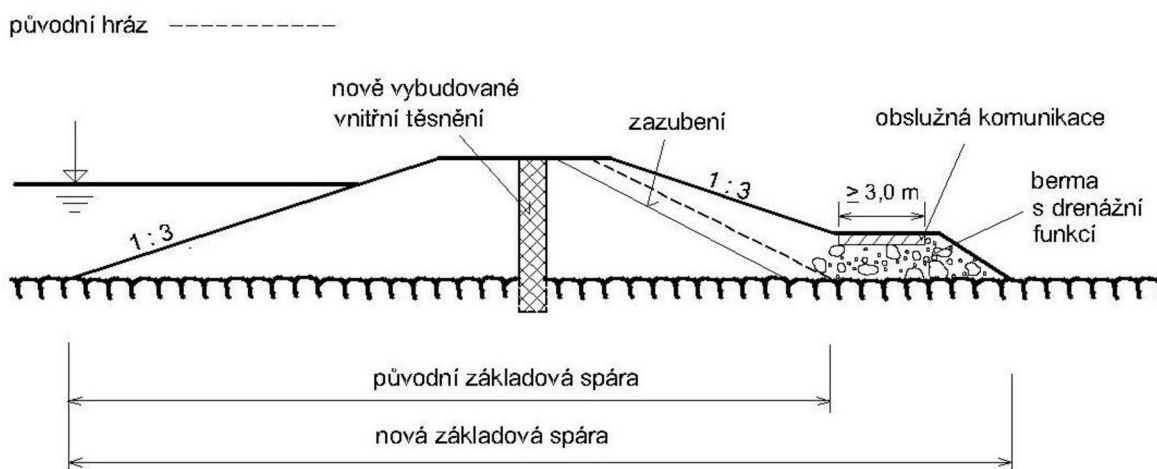 původní hráz
nově vybudované
vnitřní těsnění
zazubení
obslužná komunikace
1 : 3
≥ 3,0 m
berma
s drenážní
funkcí
1 : 3
původní základová spára
nová základová spára